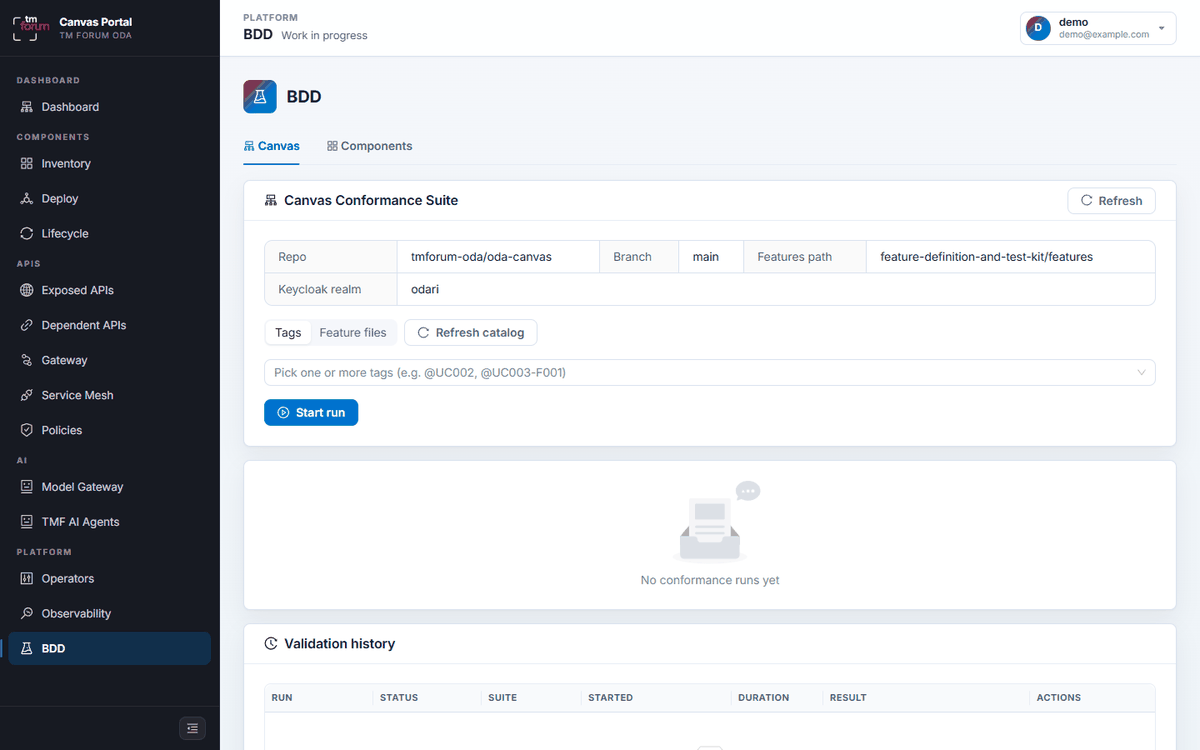 tm
forum
Canvas Portal
TM FORUM ODA
DASHBOARD
Dashboard
COMPONENTS
Inventory
Deploy
Lifecycle
APIS
Exposed APIs
Dependent APIs
Gateway
Service Mesh
Policies
AI
Model Gateway
TMF AI Agents
PLATFORM
Operators
Observability
BDD
PLATFORM
BDD Work in progress
D
demo
demo@example.com
BDD
Canvas Components
Canvas Conformance Suite
Refresh
Repo tmforum-oda/oda-canvas Branch main Features path feature-definition-and-test-kit/features
Keycloak realm odari
Tags Feature files Refresh catalog
Pick one or more tags (e.g. @UC002, @UC003-F001)
Start run
No conformance runs yet
Validation history
RUN STATUS SUITE STARTED DURATION RESULT ACTIONS